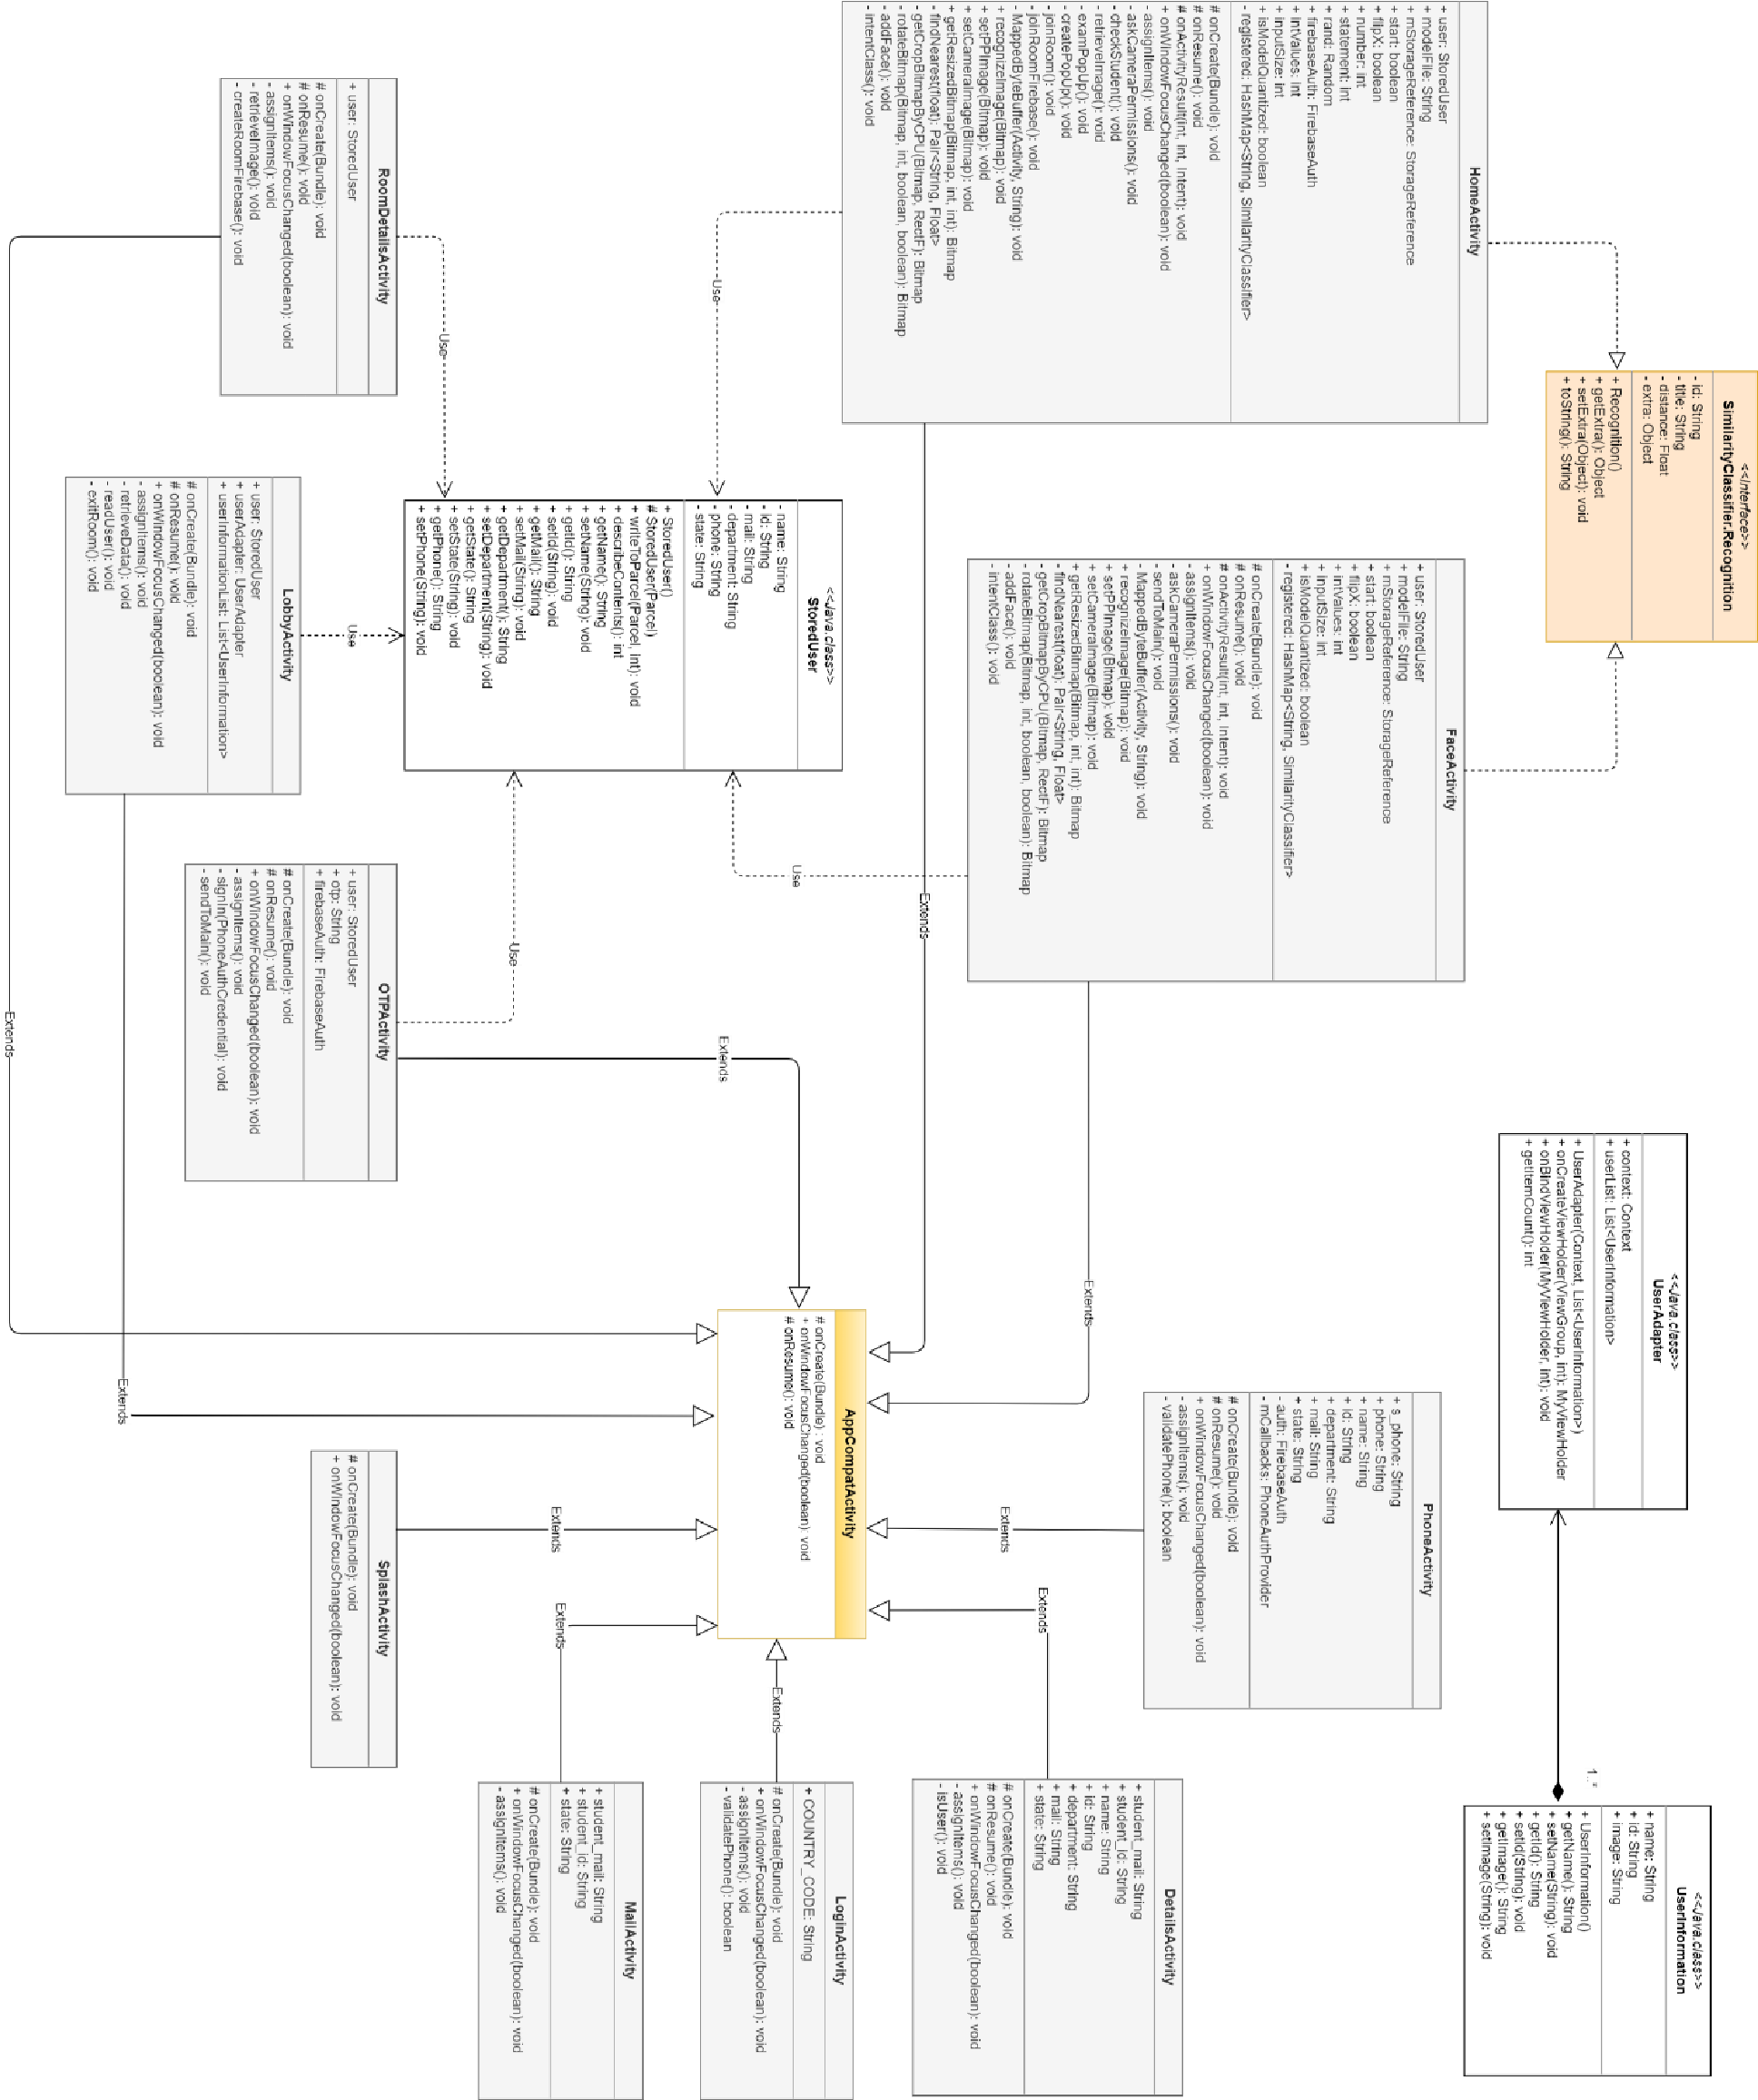 <<Interface>>
SimilarityClassifier.Recognition
- id: String
- title: String
- distance: Float
- extra: Object
+ Recognition()
+ getExtra(): Object
+ setExtra(Object): void
+ toString(): String
HomeActivity
+ user: StoredUser
+ modelFile: String
+ mStorageReference: StorageReference
+ start: boolean
+ flipX: boolean
+ number: int
+ statement: int
+ rand: Random
+ firebaseAuth: FirebaseAuth
+ intValues: int
+ inputSize: int
+ isModelQuantized: boolean
- registered: HashMap<String, SimilarityClassifier>
# onCreate(Bundle): void
# onResume(): void
# onActivityResult(int, int, Intent): void
+ onWindowFocusChanged(boolean): void
- assignItems(): void
- askCameraPermissions(): void
- checkStudent(): void
- retrieveImage(): void
- examPopUp(): void
- createPopUp(): void
- joinRoom(): void
- joinRoomFirebase(): void
- MappedByteBuffer(Activity, String): void
+ recognizeImage(Bitmap): void
+ setPPImage(Bitmap): void
+ setCameraImage(Bitmap): void
+ getResizedBitmap(Bitmap, int, int): Bitmap
- findNearest(float): Pair<String, Float>
- getCropBitmapByCPU(Bitmap, RectF): Bitmap
- rotateBitmap(Bitmap, int, boolean, boolean): Bitmap
- addFace(): void
- intentClass(): void
FaceActivity
+ user: StoredUser
+ modelFile: String
+ mStorageReference: StorageReference
+ start: boolean
+ flipX: boolean
+ intValues: int
+ inputSize: int
+ isModelQuantized: boolean
- registered: HashMap<String, SimilarityClassifier>
# onCreate(Bundle): void
# onResume(): void
# onActivityResult(int, int, Intent): void
+ onWindowFocusChanged(boolean): void
- assignItems(): void
- askCameraPermissions(): void
- sendToMain(): void
- MappedByteBuffer(Activity, String): void
+ recognizeImage(Bitmap): void
+ setPPImage(Bitmap): void
+ setCameraImage(Bitmap): void
+ getResizedBitmap(Bitmap, int, int): Bitmap
- findNearest(float): Pair<String, Float>
- getCropBitmapByCPU(Bitmap, RectF): Bitmap
- rotateBitmap(Bitmap, int, boolean, boolean): Bitmap
- addFace(): void
- intentClass(): void
<<Java.class>>
UserAdapter
+ context: Context
+ userList: List<UserInformation>
+ UserAdapter(Context, List<UserInformation>)
+ onCreateViewHolder(ViewGroup, int): MyViewHolder
+ onBindViewHolder(MyViewHolder, int): void
+ getItemCount(): int
1..*
<<Java.class>>
UserInformation
+ name: String
+ id: String
+ image: String
+ UserInformation()
+ getName(): String
+ setName(String): void
+ getId(): String
+ setId(String): void
+ getImage(): String
+ setImage(String): void
Use
Use
Extends
Extends
<<Java.class>>
StoredUser
- name: String
- id: String
- mail: String
- department: String
- phone: String
- state: String
+ StoredUser()
# StoredUser(Parcel)
+ writeToParcel(Parcel, Int): void
+ describeContents(): int
+ getName(): String
+ setName(String): void
+ getId(): String
+ setId(String): void
+ getMail(): String
+ setMail(String): void
+ getDepartment(): String
+ setDepartment(String): void
+ getState(): String
+ setState(String): void
+ getPhone(): String
+ setPhone(String): void
PhoneActivity
+ s_phone: String
+ phone: String
+ name: String
+ id: String
+ department: String
+ mail: String
+ state: String
- auth: FirebaseAuth
- mCallbacks: PhoneAuthProvider
# onCreate(Bundle): void
# onResume(): void
+ onWindowFocusChanged(boolean): void
- assignItems(): void
- validatePhone(): boolean
Extends
DetailsActivity
+ student_mail: String
+ student_id: String
+ name: String
+ id: String
+ department: String
+ mail: String
+ state: String
# onCreate(Bundle): void
# onResume(): void
+ onWindowFocusChanged(boolean): void
- assignItems(): void
- isUser(): void
Extends
AppCompatActivity
# onCreate(Bundle) : void
+ onWindowFocusChanged(boolean): void
# onResume(): void
Extends
LoginActivity
+ COUNTRY_CODE: String
# onCreate(Bundle): void
+ onWindowFocusChanged(boolean): void
- assignItems(): void
- validatePhone(): boolean
Extends
Use
Use
Use
Extends
Extends
MailActivity
+ student_mail: String
+ student_id: String
+ state: String
# onCreate(Bundle): void
+ onWindowFocusChanged(boolean): void
- assignItems(): void
RoomDetailsActivity
+ user: StoredUser
# onCreate(Bundle): void
# onResume(): void
+ onWindowFocusChanged(boolean): void
- assignItems(): void
- retrieveImage(): void
- createRoomFirebase(): void
LobbyActivity
+ user: StoredUser
+ userAdapter: UserAdapter
+ userInformationList: List<UserInformation>
# onCreate(Bundle): void
# onResume(): void
+ onWindowFocusChanged(boolean): void
- assignItems(): void
- retrieveData(): void
- readUser(): void
- exitRoom(): void
OTPActivity
+ user: StoredUser
+ otp: String
+ firebaseAuth: FirebaseAuth
# onCreate(Bundle): void
# onResume(): void
+ onWindowFocusChanged(boolean): void
- assignItems(): void
- signIn(PhoneAuthCredential): void
- sendToMain(): void
SplashActivity
# onCreate(Bundle): void
+ onWindowFocusChanged(boolean): void
Extends
Extends